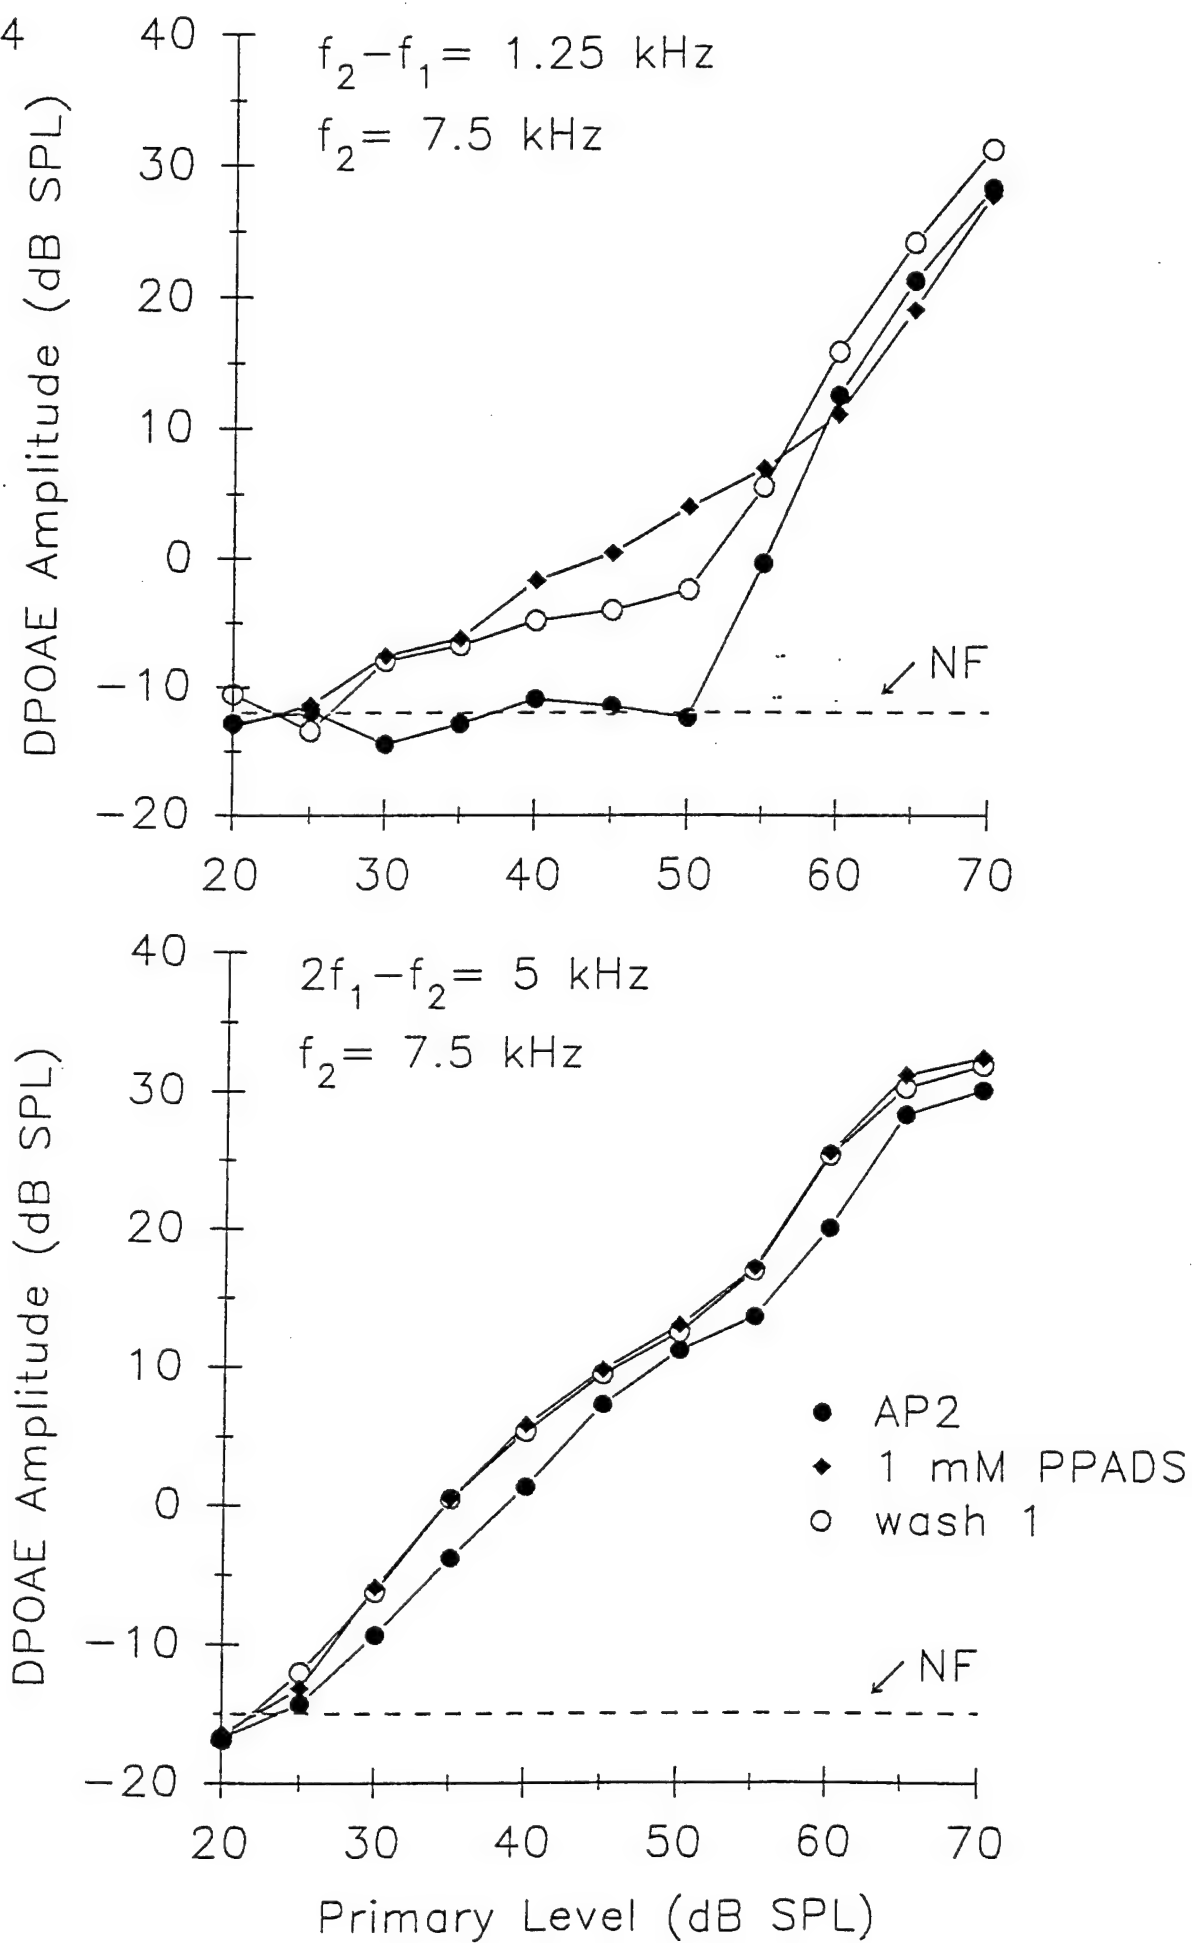 4
40
f₂−f₁= 1.25 kHz
f₂= 7.5 kHz
30
20
10
0
−10
−20
DPOAE Amplitude (dB SPL)
NF
20 30 40 50 60 70
40
2f₁−f₂= 5 kHz
f₂= 7.5 kHz
30
20
10
0
−10
−20
DPOAE Amplitude (dB SPL)
AP2
1 mM PPADS
wash 1
NF
20 30 40 50 60 70
Primary Level (dB SPL)